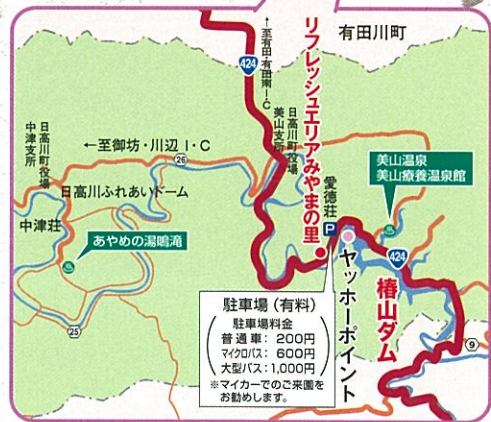 有田川町
424
←至有田・有田南I・C
リフレッシュエリアみやまの里
日高川町役場
美山支所
←至御坊・川辺 I・C
26
日高川町役場
中津支所
日高川ふれあいドーム
中津荘
あやめの湯鳴滝
25
愛徳荘
P
美山温泉
美山療養温泉館
424
ヤッホーポイント
椿山ダム
9
駐車場(有料)
駐車場料金
普通車: 200円
マイクロバス: 600円
大型バス:1,000円
※マイカーでのご来園を
お勧めします。